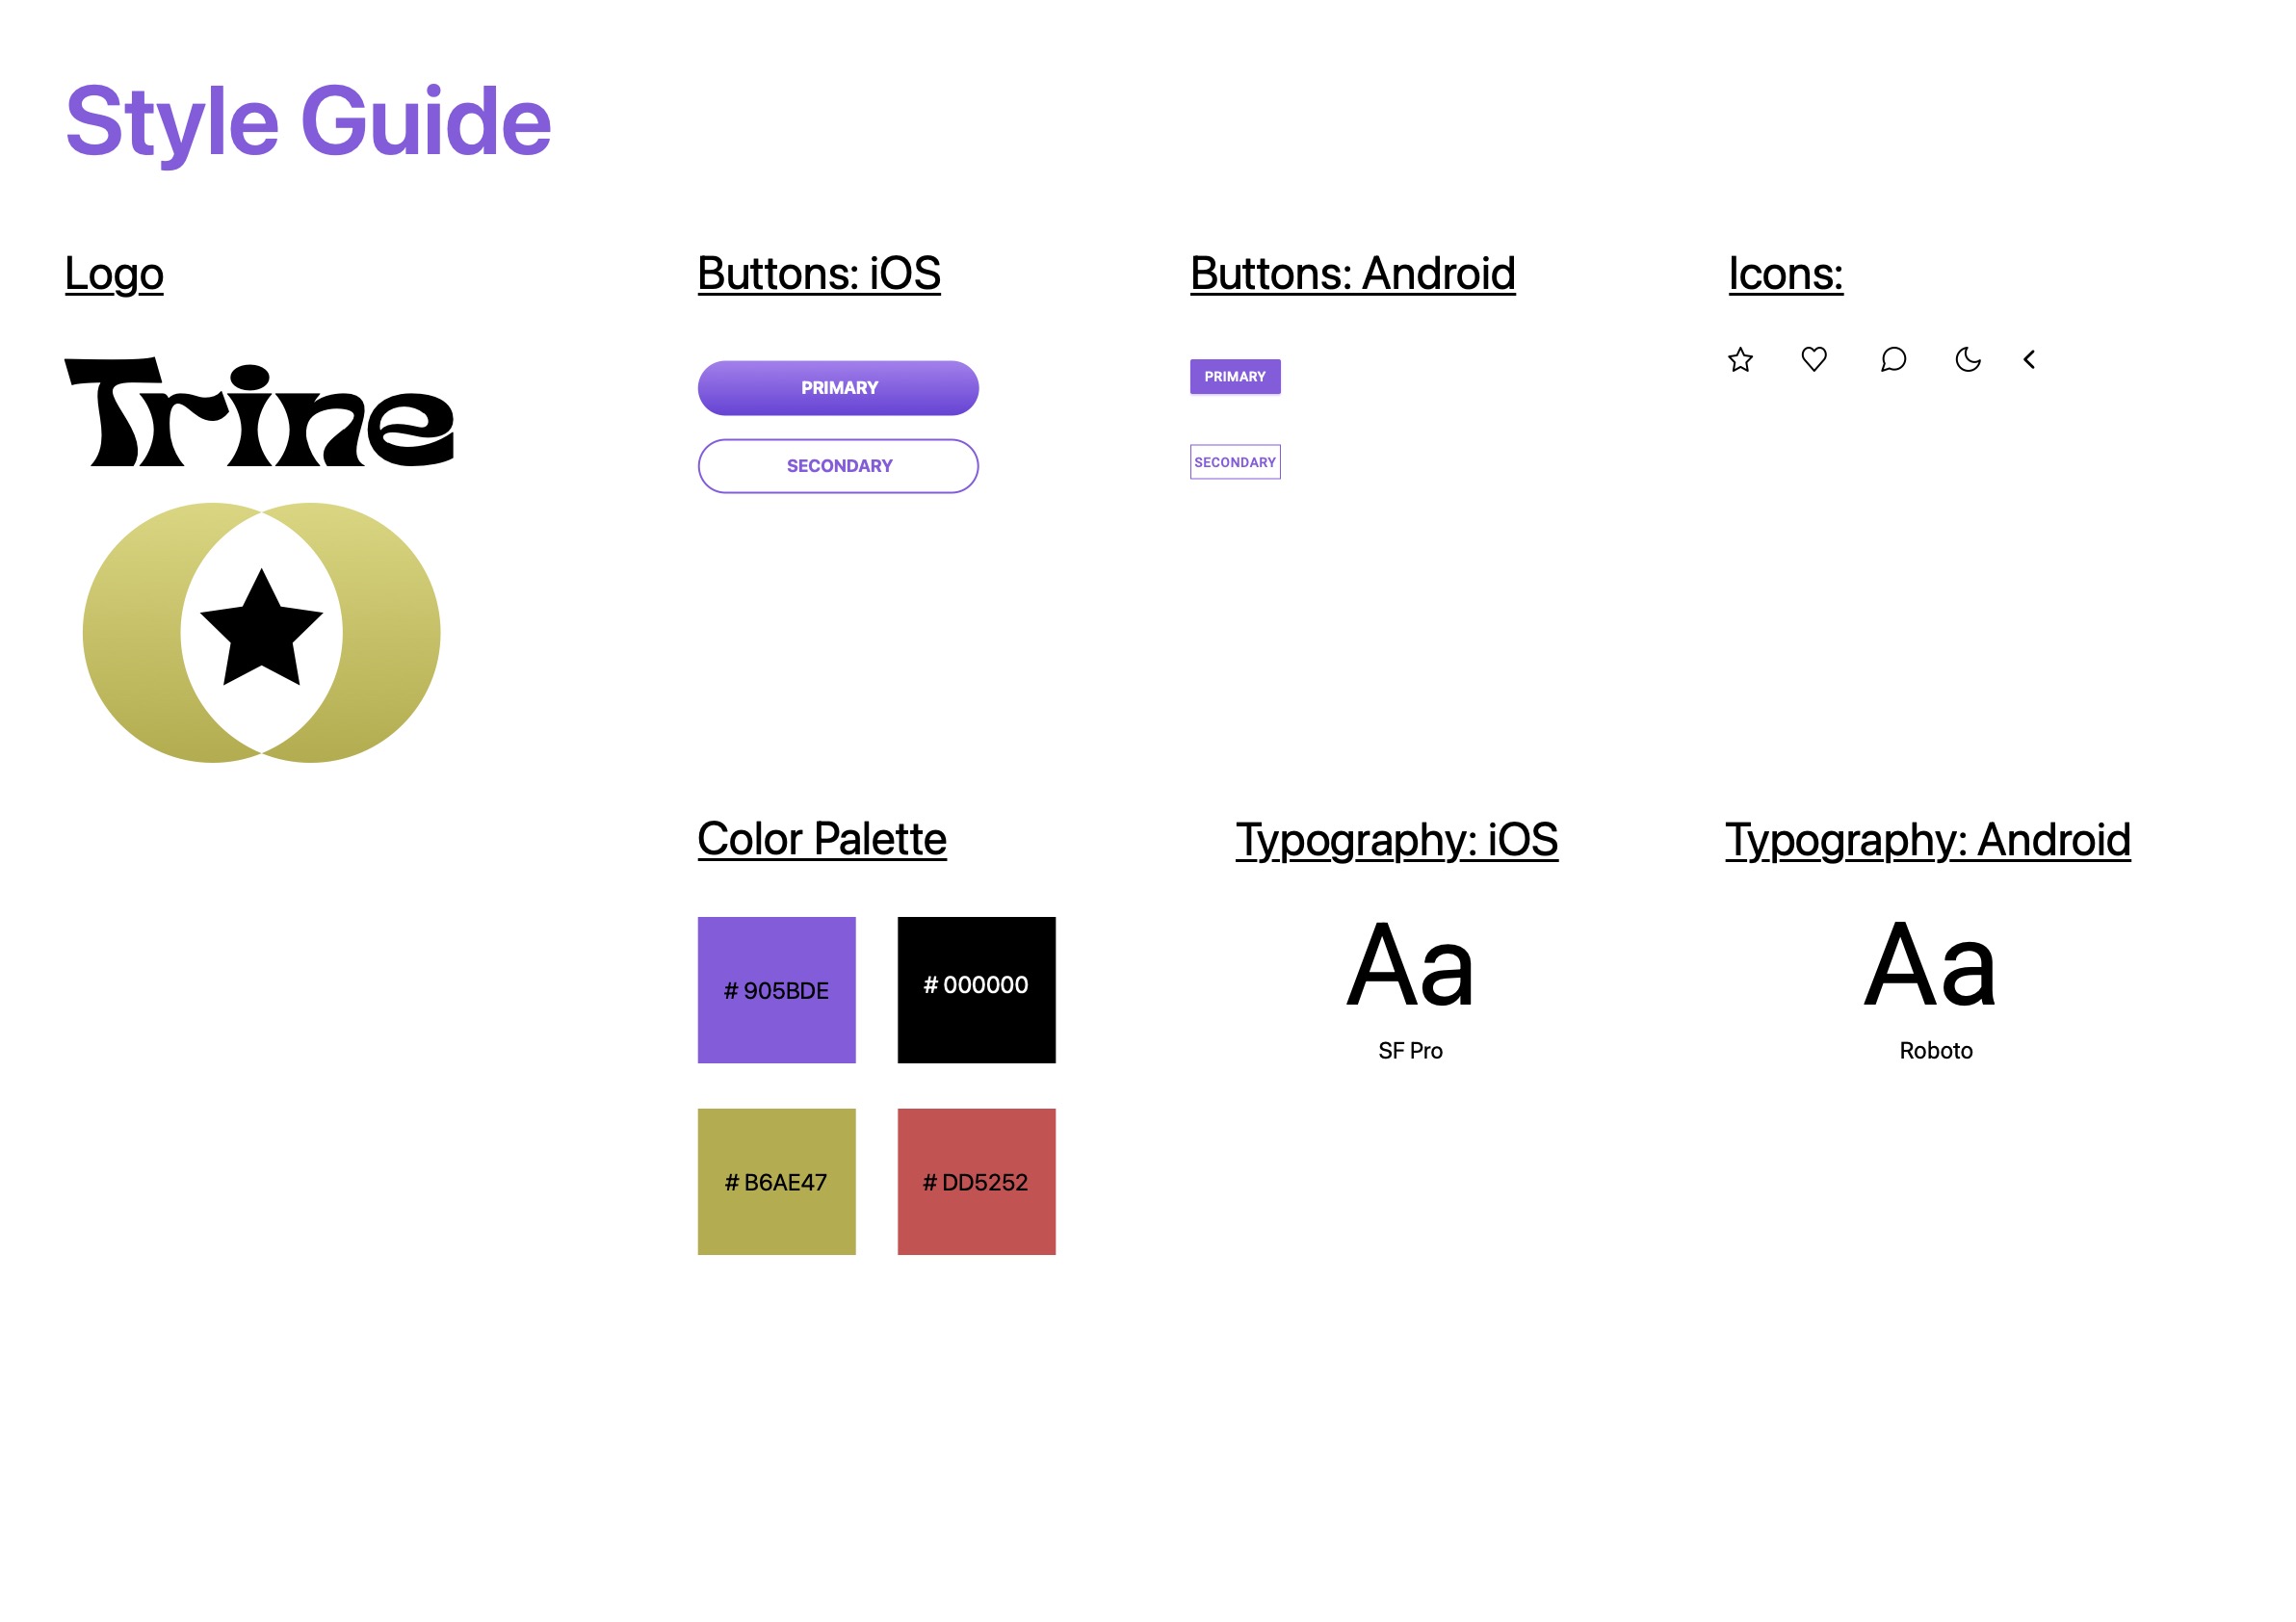 Style Guide
Logo
Trine
Buttons: iOS
PRIMARY
SECONDARY
Buttons: Android
PRIMARY
SECONDARY
Icons:
Color Palette
# 905BDE
# 000000
# B6AE47
# DD5252
Typography: iOS
Aa
SF Pro
Typography: Android
Aa
Roboto